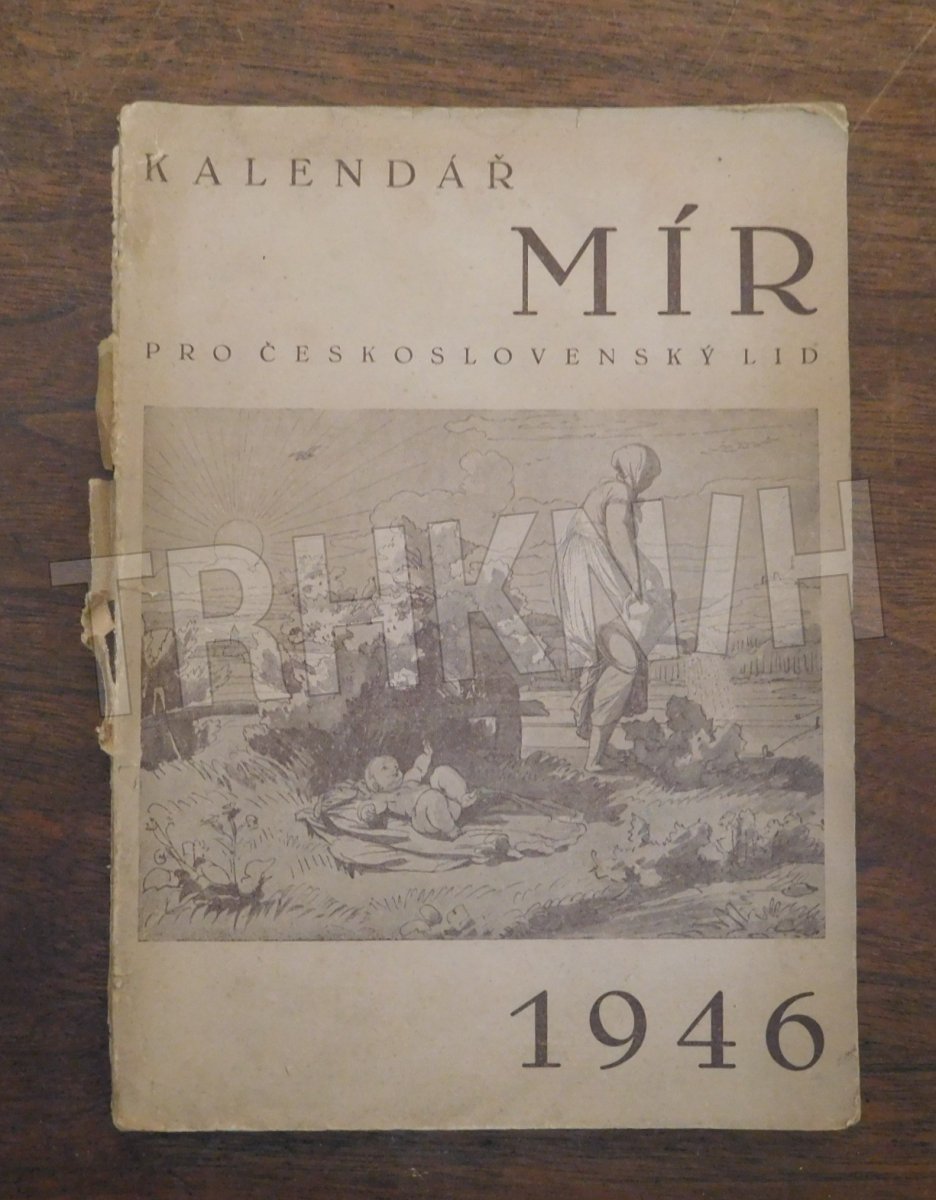 KALENDÁŘ
MÍR
PRO ČESKOSLOVENSKÝ LID
TRHKNIH
1946